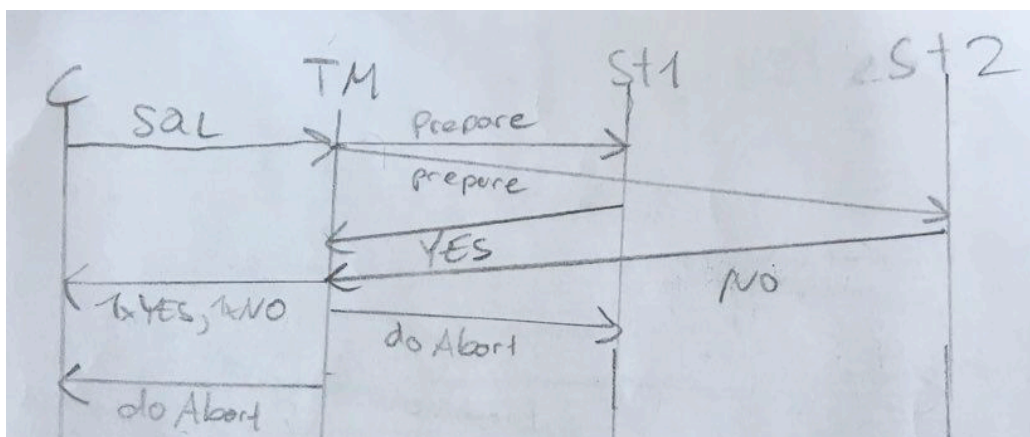 C TM St1 St2
SQL Prepare
prepare
YES
NO
1xYES, 1xNO
do Abort
do Abort